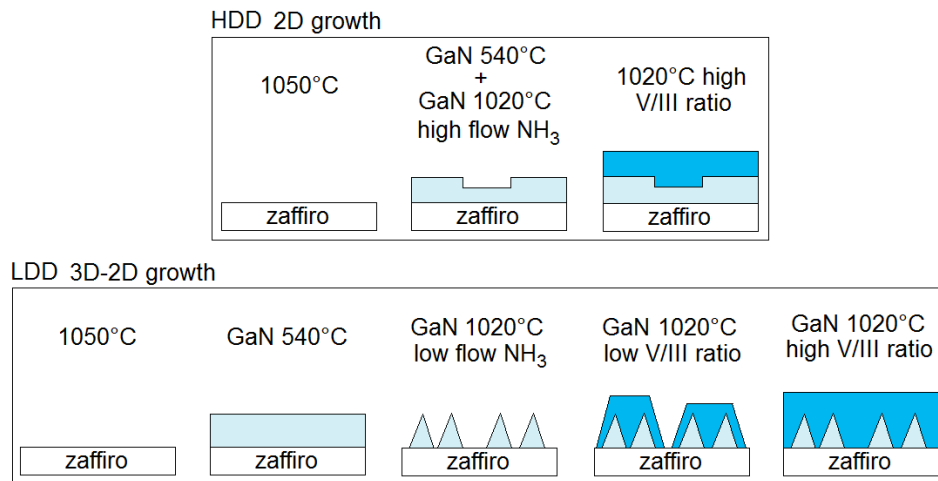 HDD 2D growth
1050°C
GaN 540°C
+
GaN 1020°C
high flow NH₃
1020°C high
V/III ratio
zaffiro
zaffiro
zaffiro
LDD 3D-2D growth
1050°C
GaN 540°C
GaN 1020°C
low flow NH₃
GaN 1020°C
low V/III ratio
GaN 1020°C
high V/III ratio
zaffiro
zaffiro
zaffiro
zaffiro
zaffiro